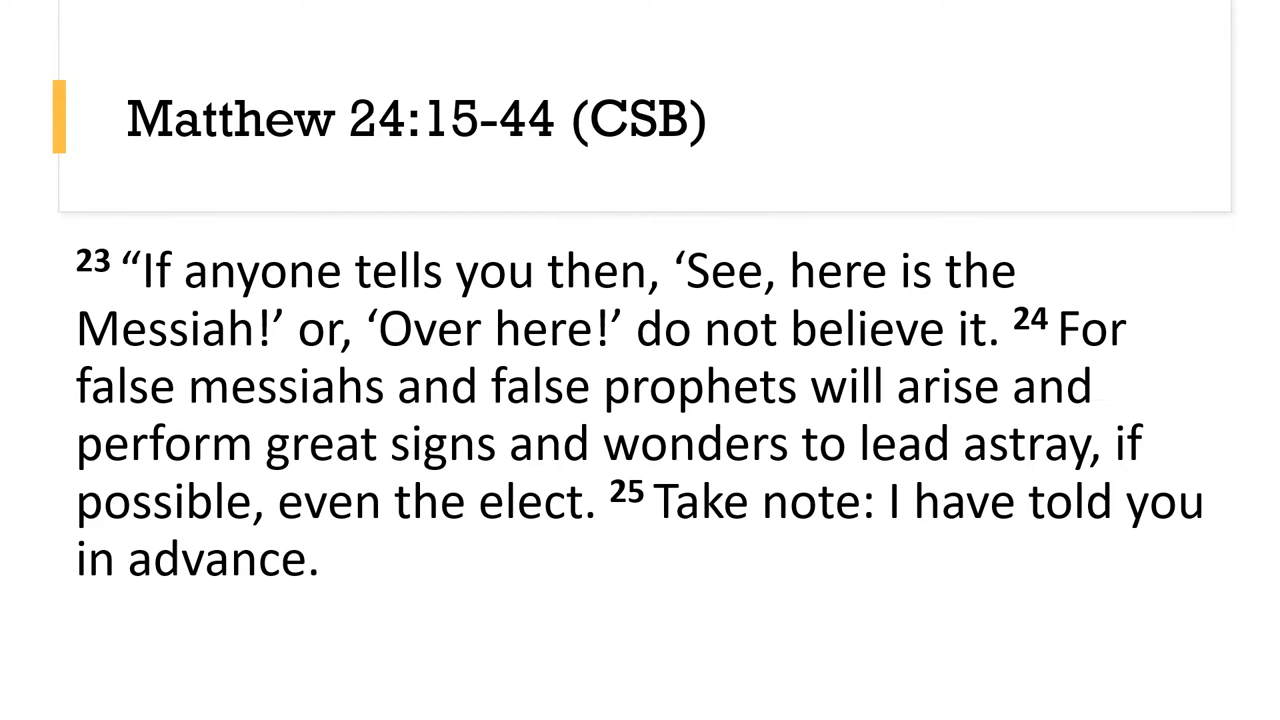 Matthew 24:15-44 (CSB)
23 “If anyone tells you then, ‘See, here is the
Messiah!’ or, ‘Over here!’ do not believe it. 24 For
false messiahs and false prophets will arise and
perform great signs and wonders to lead astray, if
possible, even the elect. 25 Take note: I have told you
in advance.